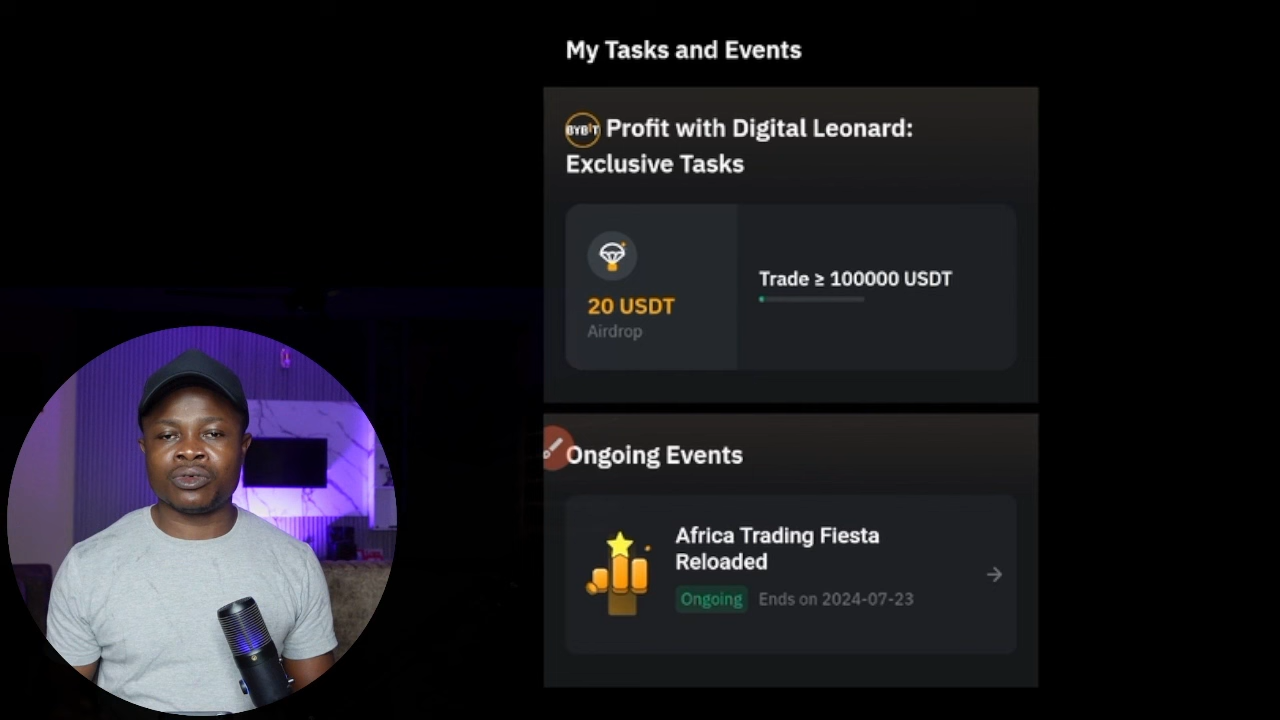 My Tasks and Events
BYBIT Profit with Digital Leonard:
Exclusive Tasks
20 USDT
Airdrop
Trade ≥ 100000 USDT
Ongoing Events
Africa Trading Fiesta
Reloaded
Ongoing Ends on 2024-07-23